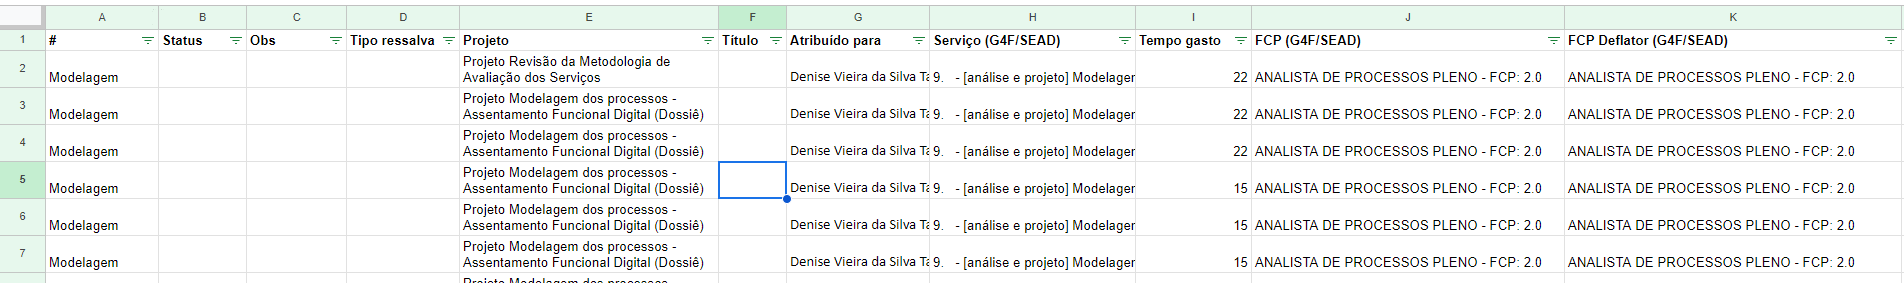 A B C D E F G H I J K
1 # Status Obs Tipo ressalva Projeto Título Atribuído para Serviço (G4F/SEAD) Tempo gasto FCP (G4F/SEAD) FCP Deflator (G4F/SEAD)
Projeto Revisão da Metodologia de
2 Modelagem Avaliação dos Serviços Denise Vieira da Silva Ta 9. - [análise e projeto] Modelager 22 ANALISTA DE PROCESSOS PLENO - FCP: 2.0 ANALISTA DE PROCESSOS PLENO - FCP: 2.0
Projeto Modelagem dos processos -
3 Modelagem Assentamento Funcional Digital (Dossiê) Denise Vieira da Silva Ta 9. - [análise e projeto] Modelager 22 ANALISTA DE PROCESSOS PLENO - FCP: 2.0 ANALISTA DE PROCESSOS PLENO - FCP: 2.0
Projeto Modelagem dos processos -
4 Modelagem Assentamento Funcional Digital (Dossiê) Denise Vieira da Silva Ta 9. - [análise e projeto] Modelager 22 ANALISTA DE PROCESSOS PLENO - FCP: 2.0 ANALISTA DE PROCESSOS PLENO - FCP: 2.0
Projeto Modelagem dos processos -
5 Modelagem Assentamento Funcional Digital (Dossiê) Denise Vieira da Silva Ta 9. - [análise e projeto] Modelager 15 ANALISTA DE PROCESSOS PLENO - FCP: 2.0 ANALISTA DE PROCESSOS PLENO - FCP: 2.0
Projeto Modelagem dos processos -
6 Modelagem Assentamento Funcional Digital (Dossiê) Denise Vieira da Silva Ta 9. - [análise e projeto] Modelager 15 ANALISTA DE PROCESSOS PLENO - FCP: 2.0 ANALISTA DE PROCESSOS PLENO - FCP: 2.0
Projeto Modelagem dos processos -
7 Modelagem Assentamento Funcional Digital (Dossiê) Denise Vieira da Silva Ta 9. - [análise e projeto] Modelager 15 ANALISTA DE PROCESSOS PLENO - FCP: 2.0 ANALISTA DE PROCESSOS PLENO - FCP: 2.0